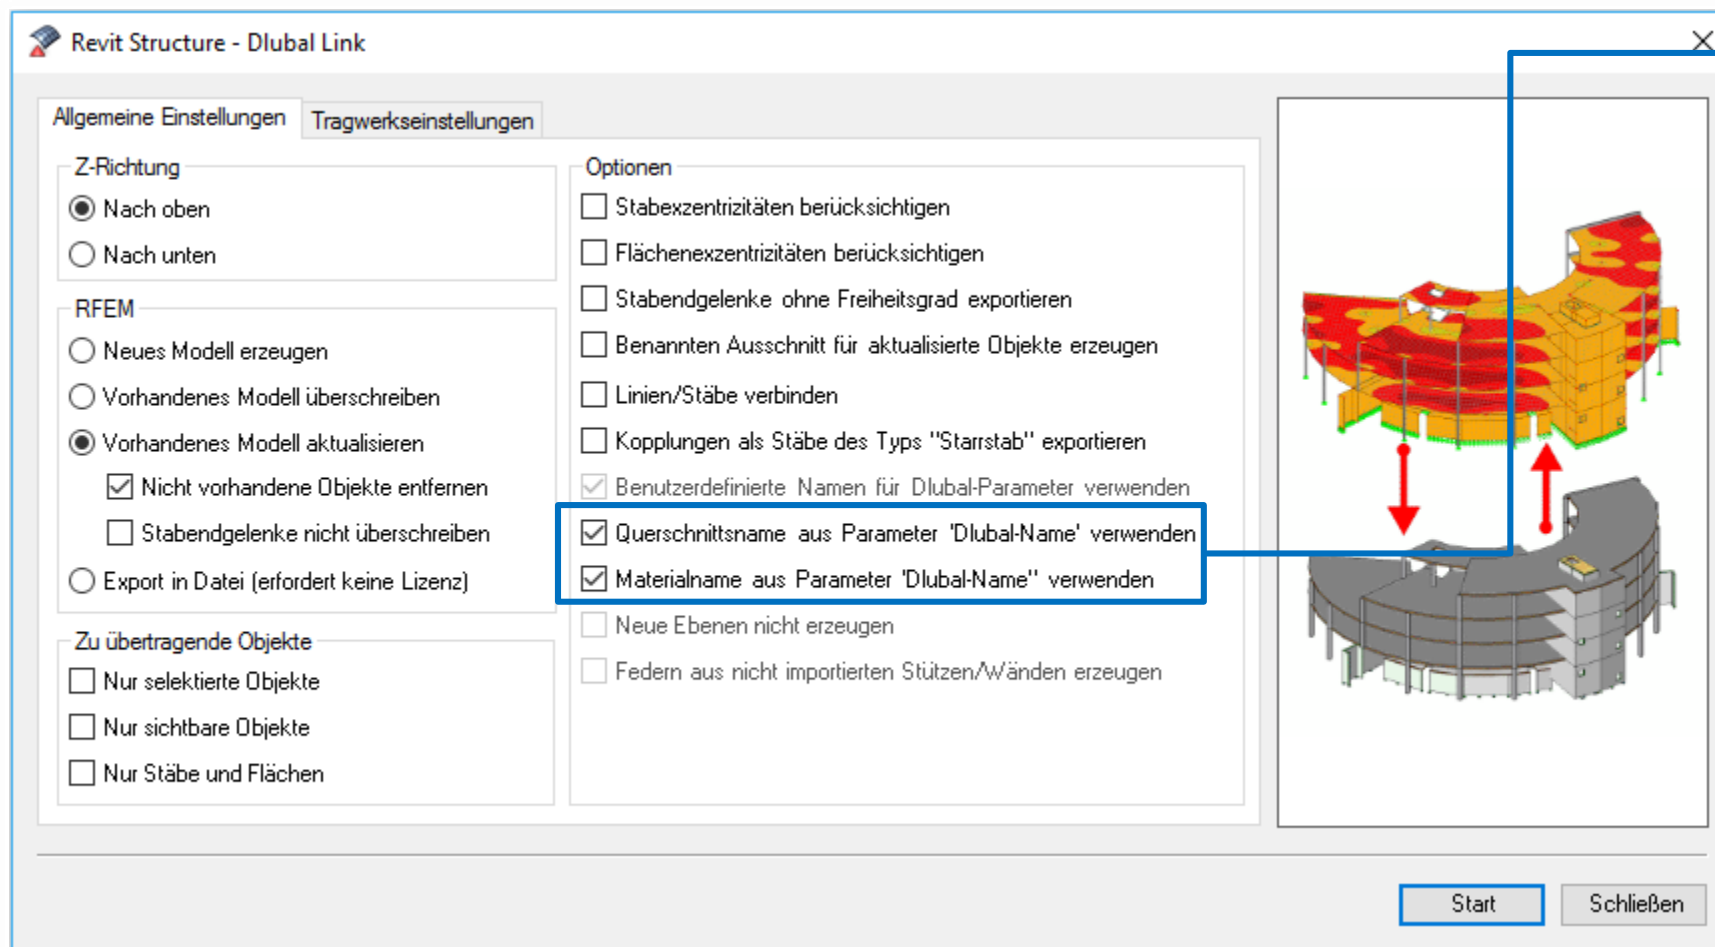 Revit Structure - Dlubal Link
Allgemeine Einstellungen
Tragwerkseinstellungen
Z-Richtung
Nach oben
Nach unten
RFEM
Neues Modell erzeugen
Vorhandenes Modell überschreiben
Vorhandenes Modell aktualisieren
Nicht vorhandene Objekte entfernen
Stabendgelenke nicht überschreiben
Export in Datei (erfordert keine Lizenz)
Zu übertragende Objekte
Nur selektierte Objekte
Nur sichtbare Objekte
Nur Stäbe und Flächen
Optionen
Stabexzentrizitäten berücksichtigen
Flächenexzentrizitäten berücksichtigen
Stabendgelenke ohne Freiheitsgrad exportieren
Benannten Ausschnitt für aktualisierte Objekte erzeugen
Linien/Stäbe verbinden
Kopplungen als Stäbe des Typs "Starrstab" exportieren
Benutzerdefinierte Namen für Dlubal-Parameter verwenden
Querschnittsname aus Parameter 'Dlubal-Name' verwenden
Materialname aus Parameter 'Dlubal-Name" verwenden
Neue Ebenen nicht erzeugen
Federn aus nicht importierten Stützen/Wänden erzeugen
Start
Schließen